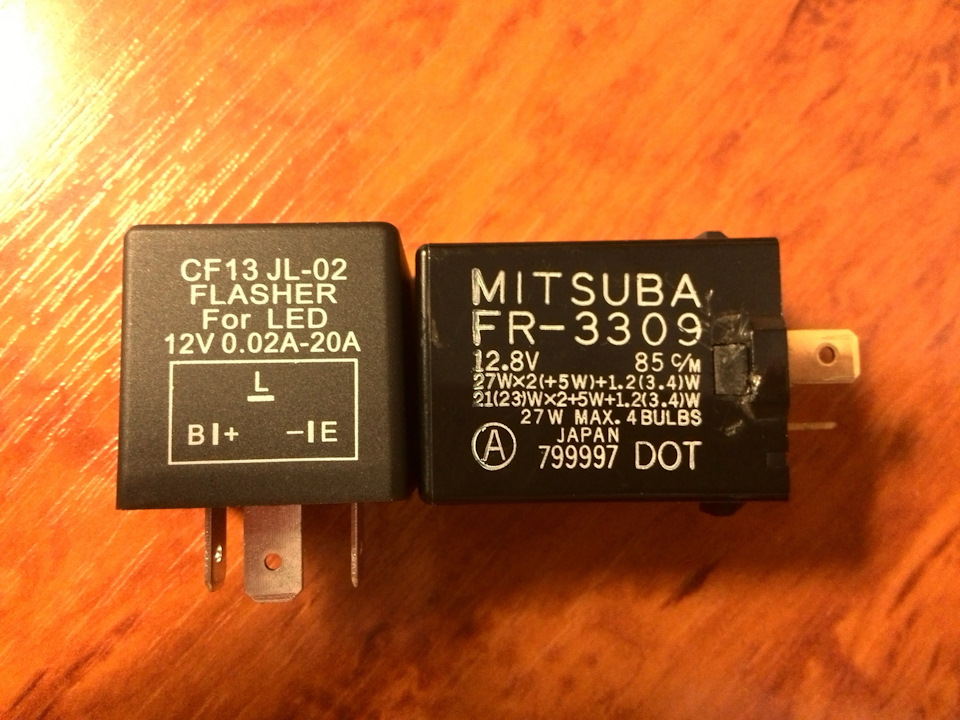 CF13 JL-02
FLASHER
For LED
12V 0.02A-20A
L
B I+ -I E
MITSUBA
FR-3309
12.8V 85 C/M
27W×2(+5W)+1.2(3.4)W
21(23)W×2+5W+1.2(3.4)W
27W MAX. 4 BULBS
A JAPAN
799997 DOT